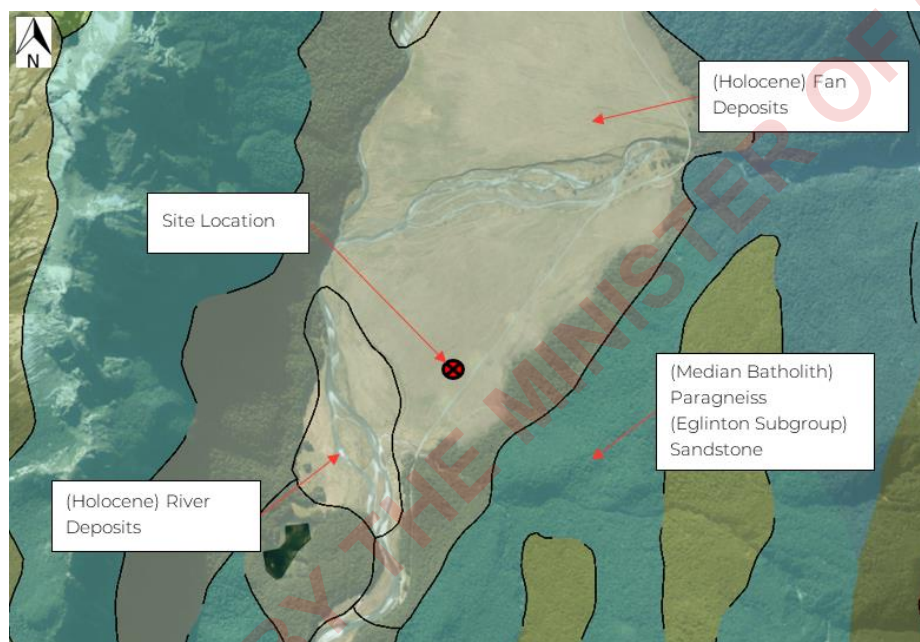 N
(Holocene) Fan
Deposits
Site Location
(Median Batholith)
Paragneiss
(Eglinton Subgroup)
Sandstone
(Holocene) River
Deposits
BY THE MINISTER OF